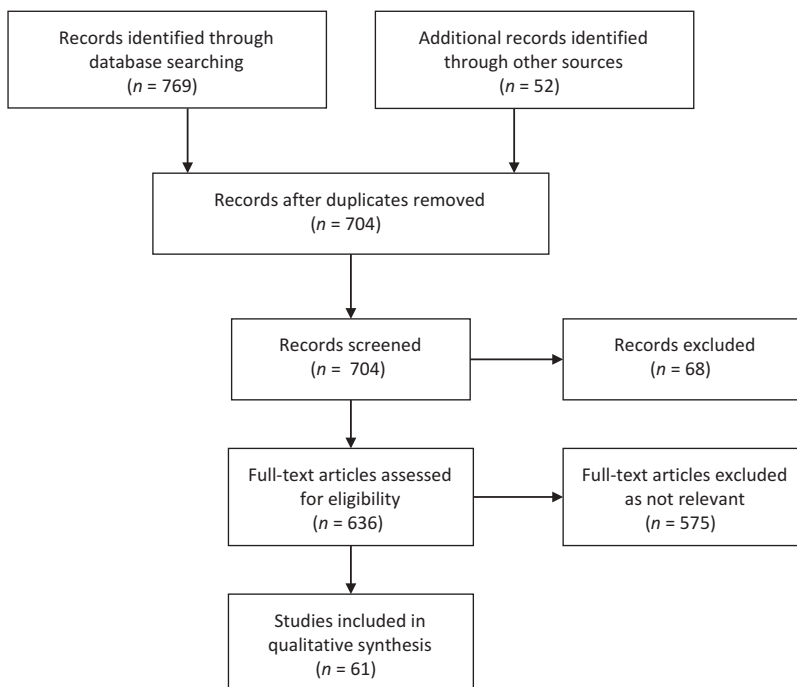 Records identified through
database searching
(n = 769)
Additional records identified
through other sources
(n = 52)
Records after duplicates removed
(n = 704)
Records screened
(n = 704)
Records excluded
(n = 68)
Full-text articles assessed
for eligibility
(n = 636)
Full-text articles excluded
as not relevant
(n = 575)
Studies included in
qualitative synthesis
(n = 61)